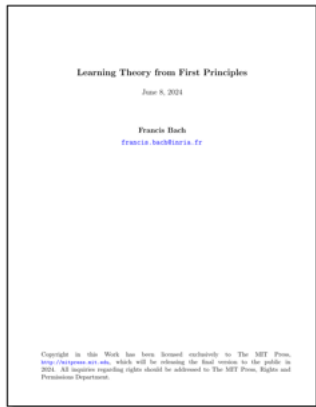 Learning Theory from First Principles
June 8, 2024
Francis Bach
francis.bach@inria.fr
Copyright in this Work has been licensed exclusively to The MIT Press,
http://mitpress.mit.edu, which will be releasing the final version to the public in
2024. All inquiries regarding rights should be addressed to The MIT Press, Rights and
Permissions Department.